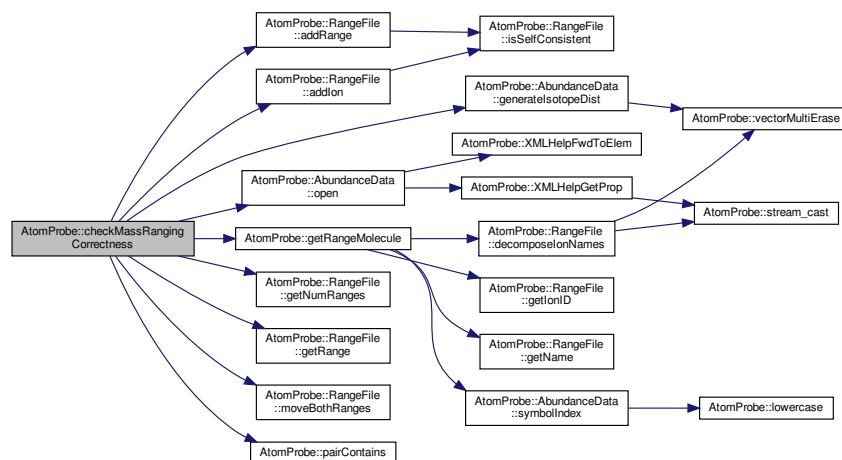 AtomProbe::checkMassRanging
Correctness
AtomProbe::RangeFile
::addRange
AtomProbe::RangeFile
::addIon
AtomProbe::AbundanceData
::open
AtomProbe::getRangeMolecule
AtomProbe::RangeFile
::getNumRanges
AtomProbe::RangeFile
::getRange
AtomProbe::RangeFile
::moveBothRanges
AtomProbe::pairContains
AtomProbe::RangeFile
::isSelfConsistent
AtomProbe::AbundanceData
::generateIsotopeDist
AtomProbe::XMLHelpFwdToElem
AtomProbe::XMLHelpGetProp
AtomProbe::RangeFile
::decomposeIonNames
AtomProbe::RangeFile
::getIonID
AtomProbe::RangeFile
::getName
AtomProbe::AbundanceData
::symbolIndex
AtomProbe::vectorMultiErase
AtomProbe::stream_cast
AtomProbe::lowercase